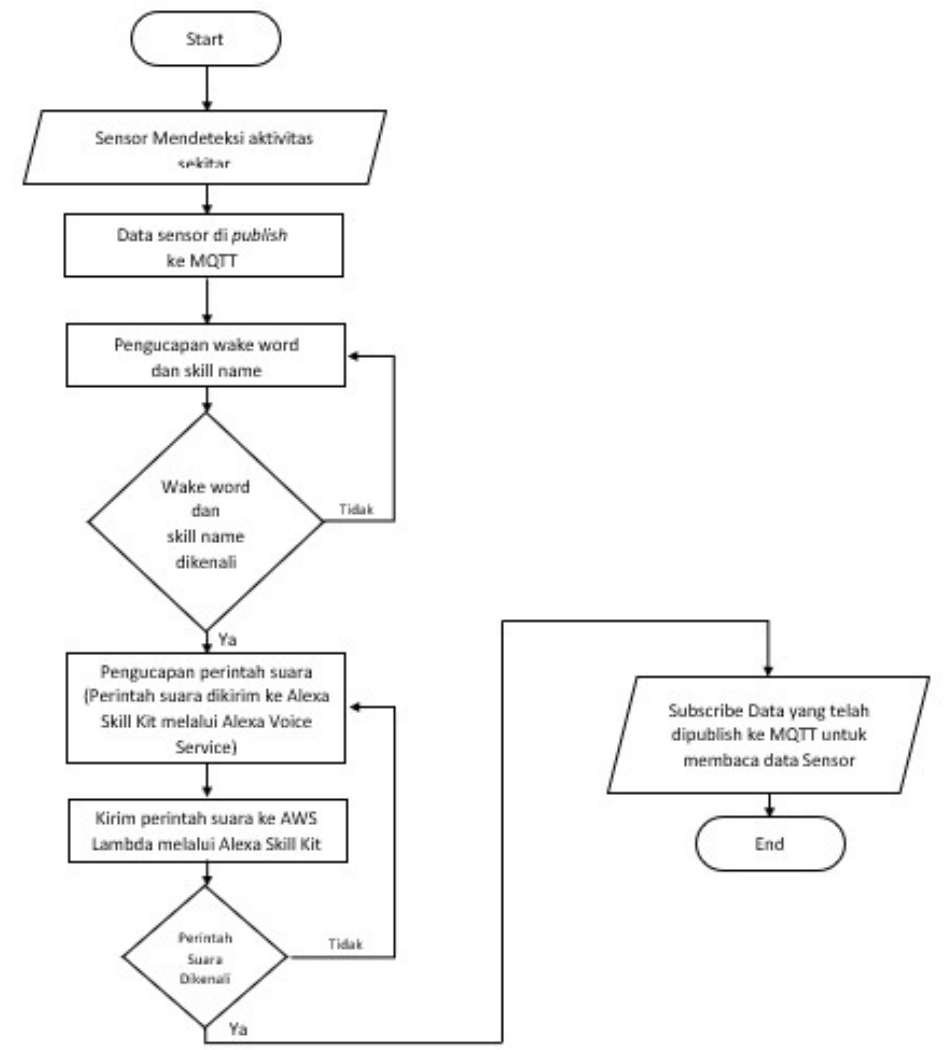 Start
Sensor Mendeteksi aktivitas
sekitar
Data sensor di publish
ke MQTT
Pengucapan wake word
dan skill name
Wake word
dan
skill name
dikenali
Tidak
Ya
Pengucapan perintah suara
(Perintah suara dikirim ke Alexa
Skill Kit melalui Alexa Voice
Service)
Kirim perintah suara ke AWS
Lambda melalui Alexa Skill Kit
Perintah
Suara
Dikenali
Tidak
Ya
Subscribe Data yang telah
dipublish ke MQTT untuk
membaca data Sensor
End